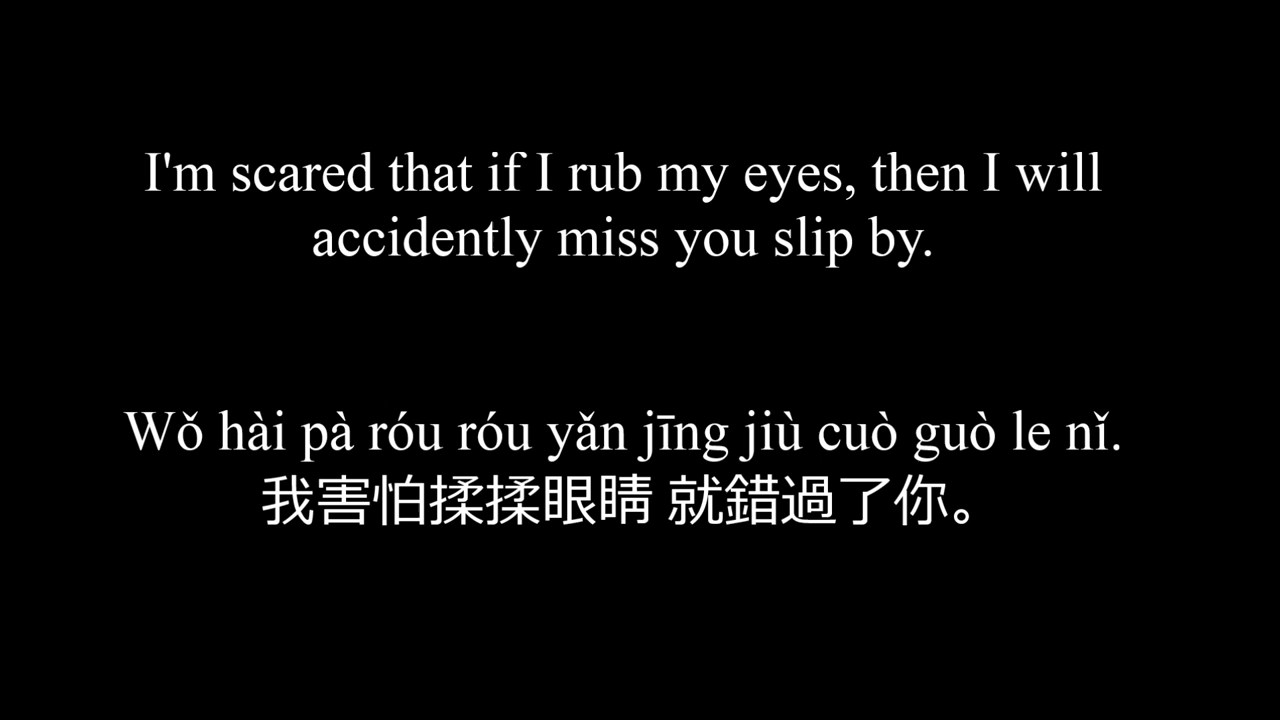 I'm scared that if I rub my eyes, then I will
accidently miss you slip by.
Wǒ hài pà róu róu yǎn jīng jiù cuò guò le nǐ.
我害怕揉揉眼睛 就錯過了你。